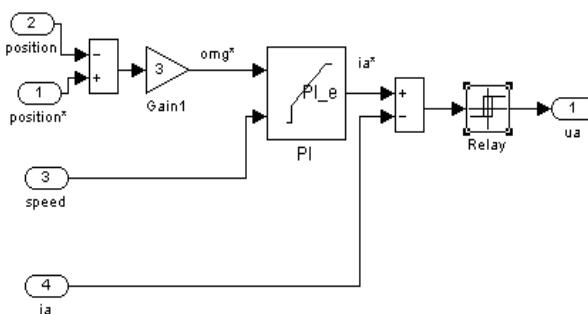 2
position
1
position*
−
+
3
Gain1
omg*
PI_e
PI
ia*
+
−
Relay
1
ua
3
speed
4
ia